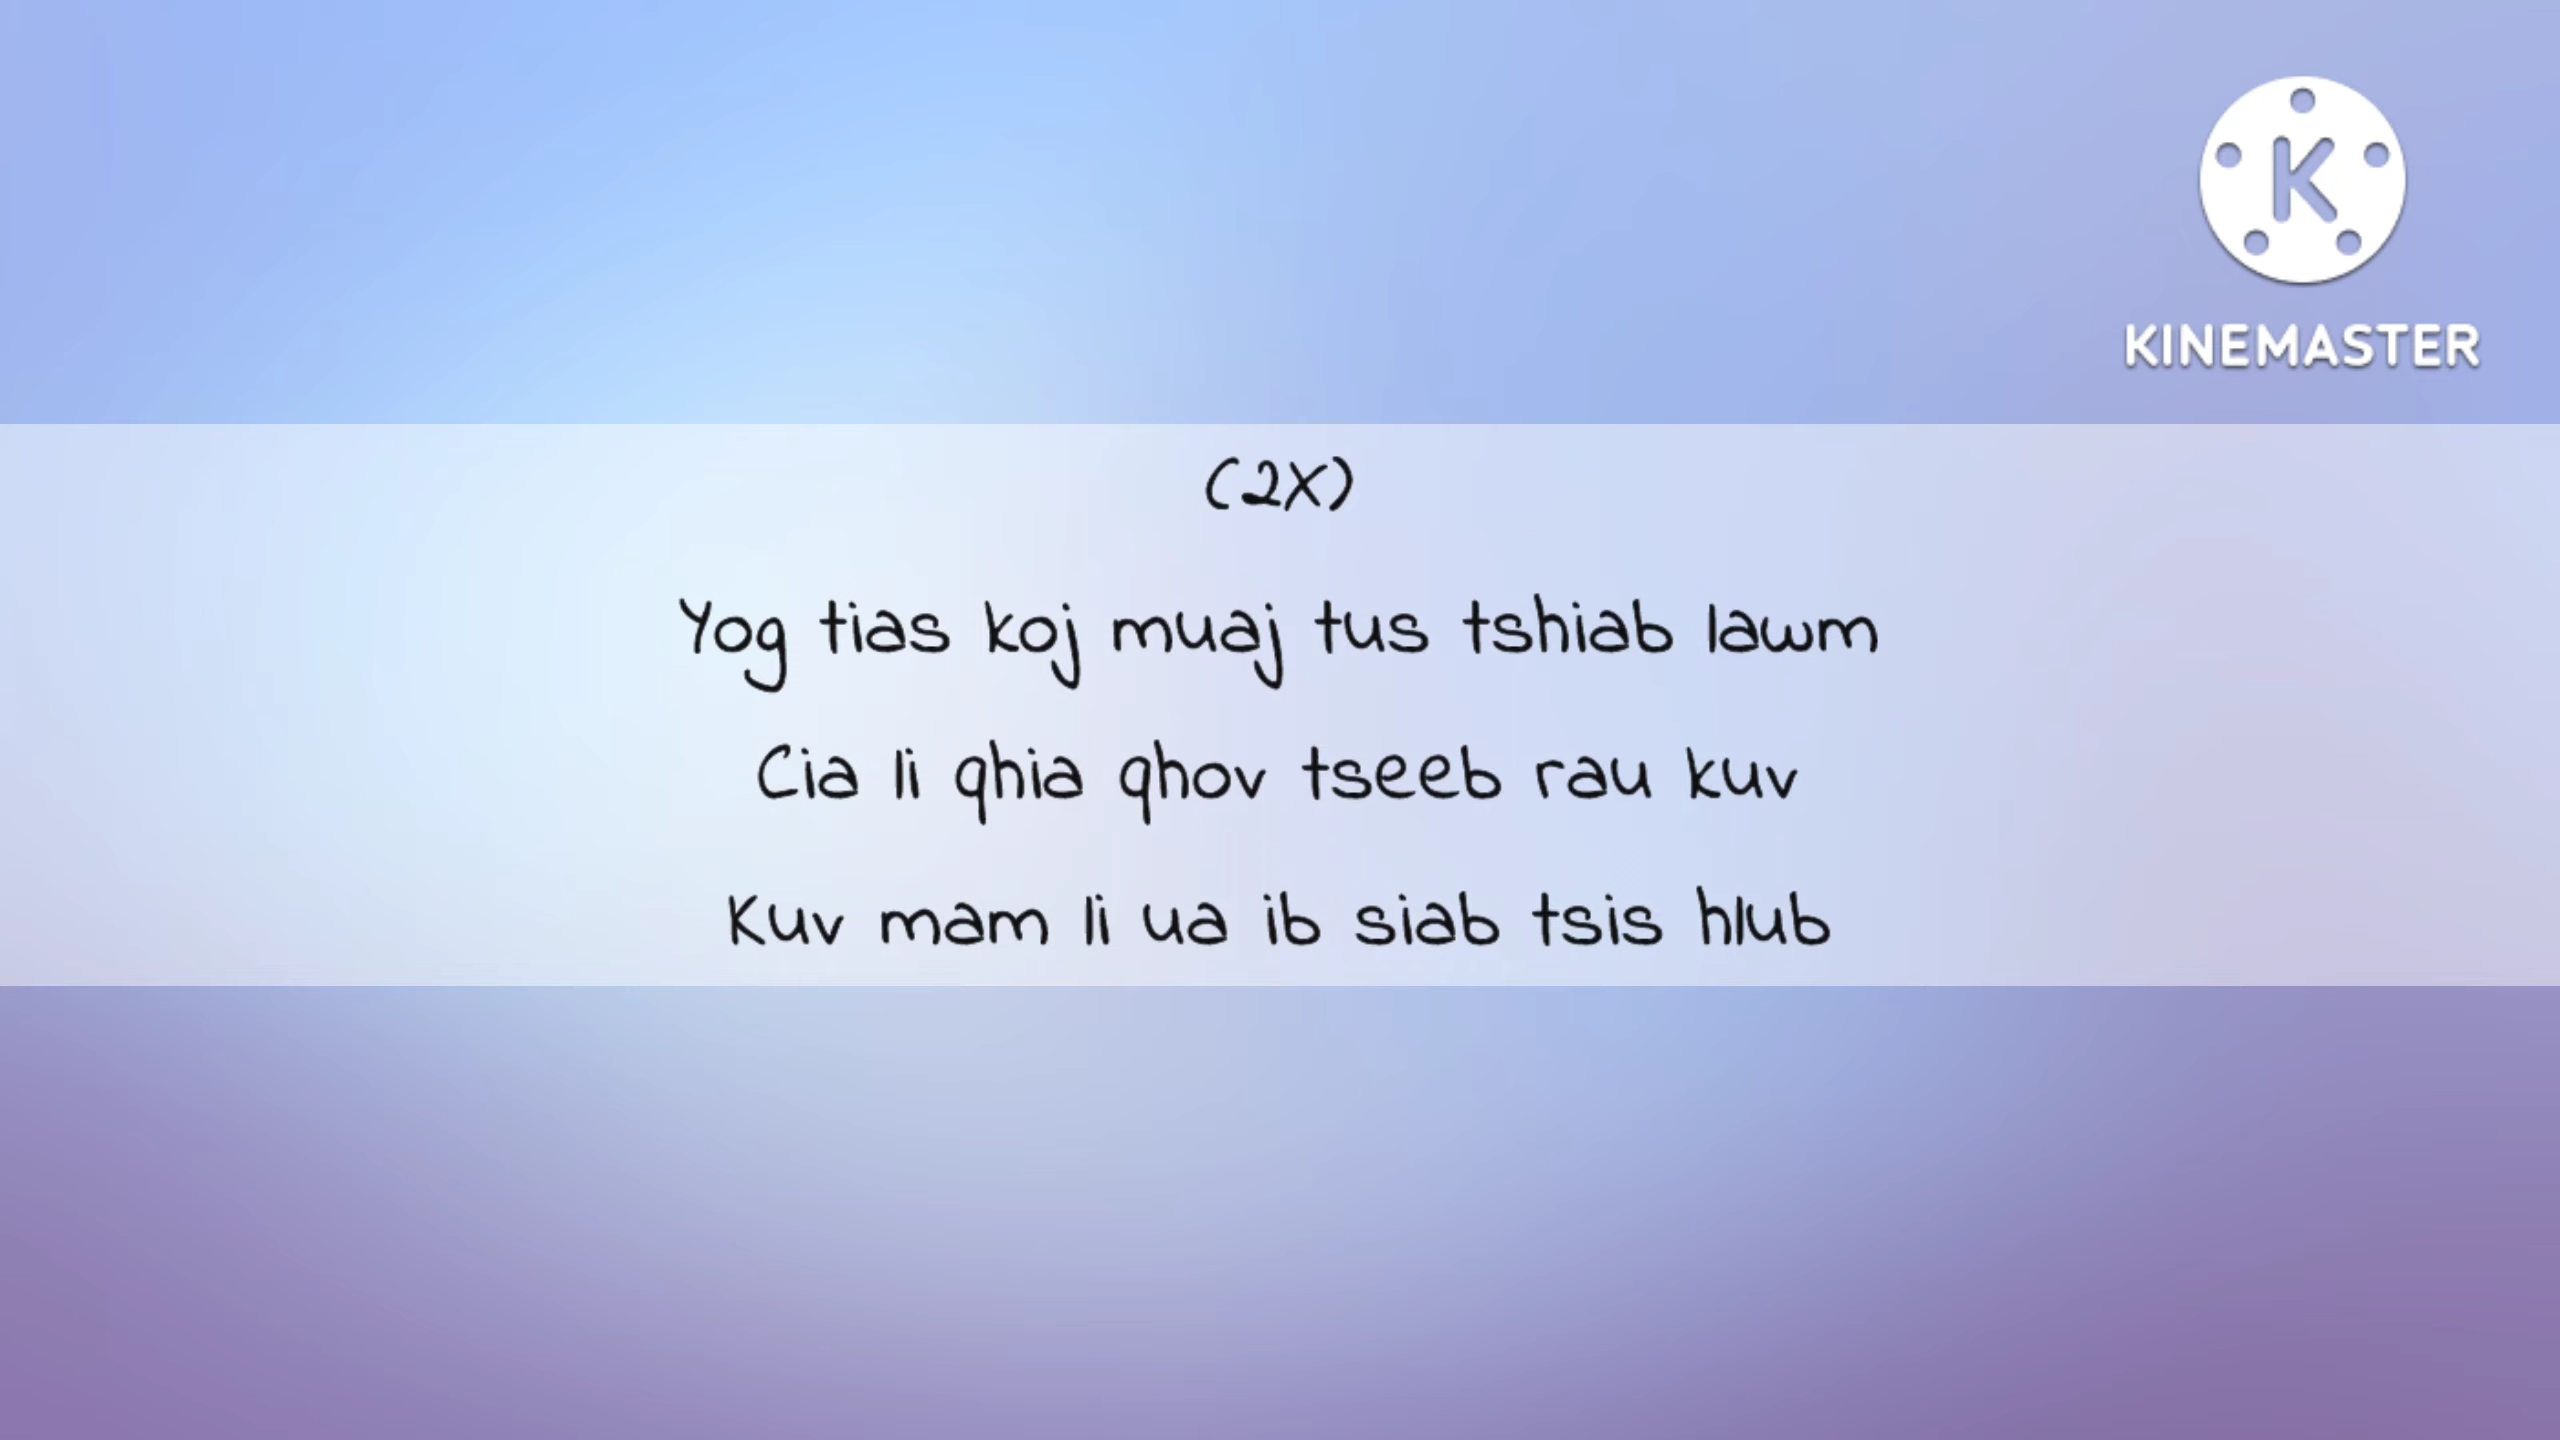 KINEMASTER
(2X)
Yog tias koj muaj tus tshiab lawm
Cia li qhia qhov tseeb rau kuv
Kuv mam li ua ib siab tsis hlub